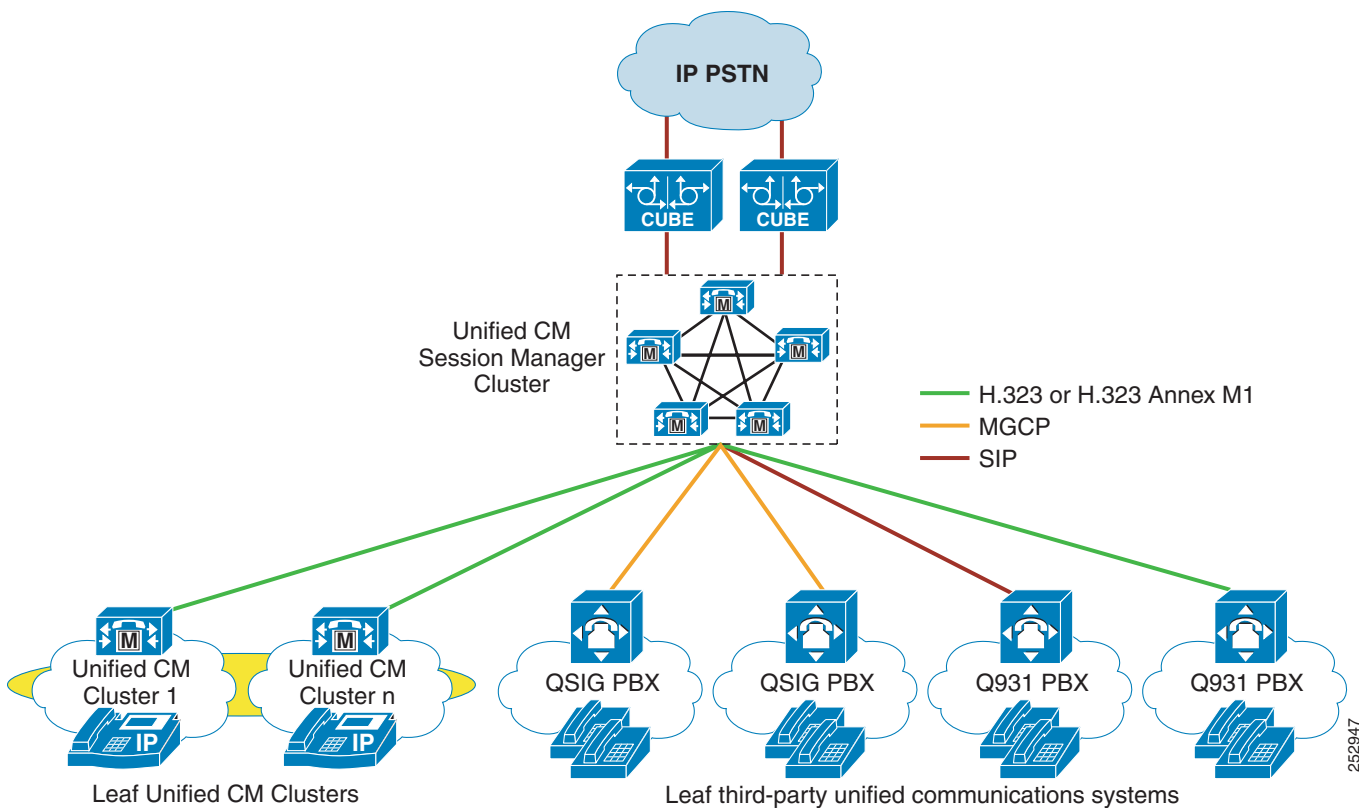 IP PSTN
CUBE
CUBE
Unified CM
Session Manager
Cluster
M
M
M
M
M
H.323 or H.323 Annex M1
MGCP
SIP
M
M
Unified CM
Cluster 1
Unified CM
Cluster n
QSIG PBX
QSIG PBX
Q931 PBX
Q931 PBX
IP
IP
Leaf Unified CM Clusters
Leaf third-party unified communications systems
252947